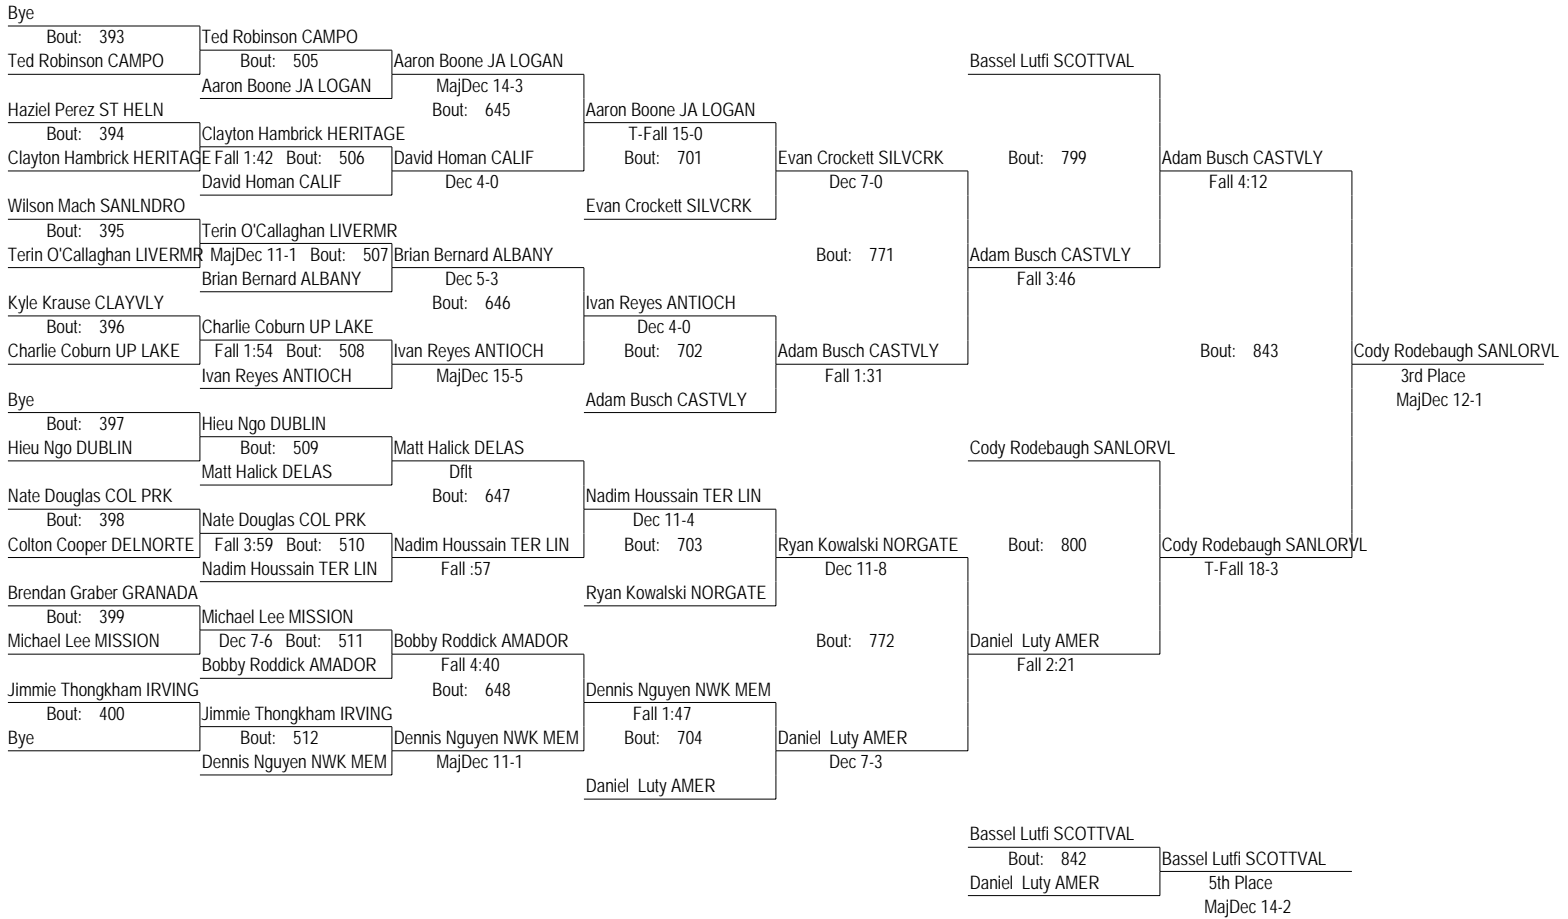 Bye
Bout: 393
Ted Robinson CAMPO
Haziel Perez ST HELN
Bout: 394
Clayton Hambrick HERITAGE
Wilson Mach SANLNDRO
Bout: 395
Terin O'Callaghan LIVERMR
Kyle Krause CLAYVLY
Bout: 396
Charlie Coburn UP LAKE
Bye
Bout: 397
Hieu Ngo DUBLIN
Nate Douglas COL PRK
Bout: 398
Colton Cooper DELNORTE
Brendan Graber GRANADA
Bout: 399
Michael Lee MISSION
Jimmie Thongkham IRVING
Bout: 400
Bye
Ted Robinson CAMPO
Bout: 505
Aaron Boone JA LOGAN
Clayton Hambrick HERITAGE
Fall 1:42 Bout: 506
David Homan CALIF
Terin O'Callaghan LIVERMR
MajDec 11-1 Bout: 507
Brian Bernard ALBANY
Charlie Coburn UP LAKE
Fall 1:54 Bout: 508
Ivan Reyes ANTIOCH
Hieu Ngo DUBLIN
Bout: 509
Matt Halick DELAS
Nate Douglas COL PRK
Fall 3:59 Bout: 510
Nadim Houssain TER LIN
Michael Lee MISSION
Dec 7-6 Bout: 511
Bobby Roddick AMADOR
Jimmie Thongkham IRVING
Bout: 512
Dennis Nguyen NWK MEM
Aaron Boone JA LOGAN
MajDec 14-3
Bout: 645
David Homan CALIF
Dec 4-0
Brian Bernard ALBANY
Dec 5-3
Bout: 646
Ivan Reyes ANTIOCH
MajDec 15-5
Matt Halick DELAS
Dflt
Bout: 647
Nadim Houssain TER LIN
Fall :57
Bobby Roddick AMADOR
Fall 4:40
Bout: 648
Dennis Nguyen NWK MEM
MajDec 11-1
Aaron Boone JA LOGAN
T-Fall 15-0
Bout: 701
Evan Crockett SILVCRK
Ivan Reyes ANTIOCH
Dec 4-0
Bout: 702
Adam Busch CASTVLY
Nadim Houssain TER LIN
Dec 11-4
Bout: 703
Ryan Kowalski NORGATE
Dennis Nguyen NWK MEM
Fall 1:47
Bout: 704
Daniel Luty AMER
Evan Crockett SILVCRK
Dec 7-0
Bout: 771
Adam Busch CASTVLY
Fall 1:31
Ryan Kowalski NORGATE
Dec 11-8
Bout: 772
Daniel Luty AMER
Dec 7-3
Bassel Lutfi SCOTTVAL
Bout: 799
Adam Busch CASTVLY
Fall 3:46
Cody Rodebaugh SANLORVL
Bout: 800
Daniel Luty AMER
Fall 2:21
Adam Busch CASTVLY
Fall 4:12
Bout: 843
Cody Rodebaugh SANLORVL
T-Fall 18-3
Cody Rodebaugh SANLORVL
3rd Place
MajDec 12-1
Bassel Lutfi SCOTTVAL
Bout: 842
Daniel Luty AMER
Bassel Lutfi SCOTTVAL
5th Place
MajDec 14-2